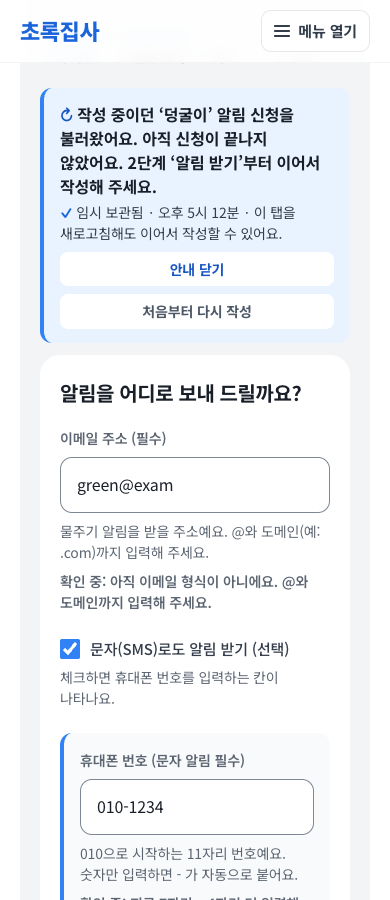 초록집사
메뉴 열기
작성 중이던 ‘덩굴이’ 알림 신청을
불러왔어요. 아직 신청이 끝나지
않았어요. 2단계 ‘알림 받기’부터 이어서
작성해 주세요.
임시 보관됨 · 오후 5시 12분 · 이 탭을
새로고침해도 이어서 작성할 수 있어요.
안내 닫기
처음부터 다시 작성
알림을 어디로 보내 드릴까요?
이메일 주소 (필수)
green@exam
물주기 알림을 받을 주소예요. @와 도메인(예:
.com)까지 입력해 주세요.
확인 중: 아직 이메일 형식이 아니에요. @와
도메인까지 입력해 주세요.
문자(SMS)로도 알림 받기 (선택)
체크하면 휴대폰 번호를 입력하는 칸이
나타나요.
휴대폰 번호 (문자 알림 필수)
010-1234
010으로 시작하는 11자리 번호예요.
숫자만 입력하면 - 가 자동으로 붙어요.